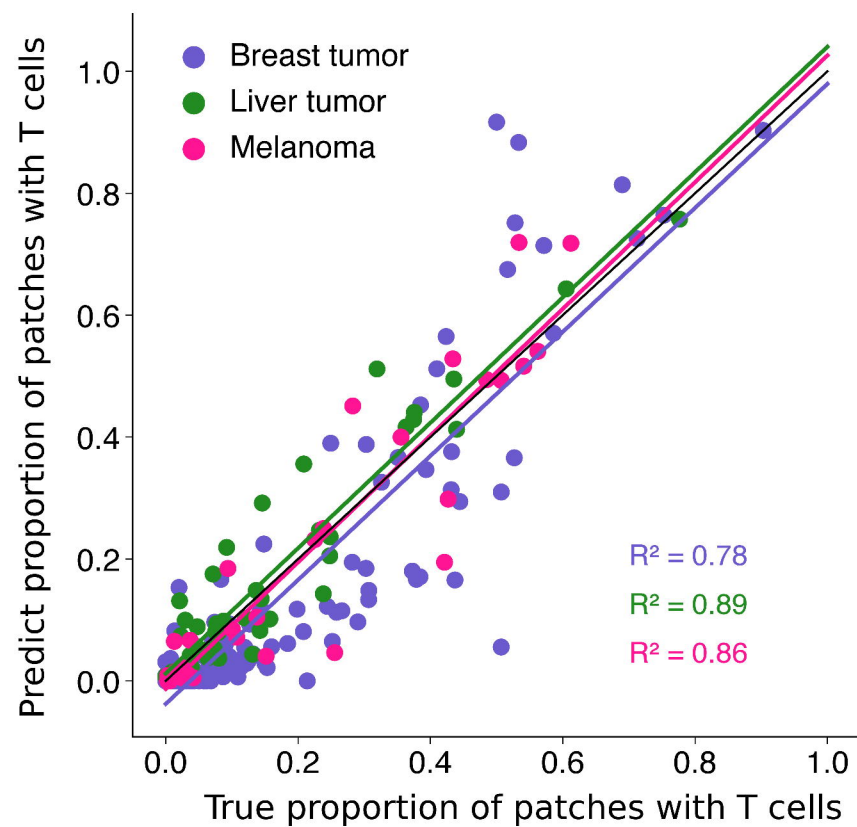 Predict proportion of patches with T cells
Breast tumor
Liver tumor
Melanoma
1.0
0.8
0.6
0.4
0.2
0.0
R² = 0.78
R² = 0.89
R² = 0.86
0.0 0.2 0.4 0.6 0.8 1.0
True proportion of patches with T cells